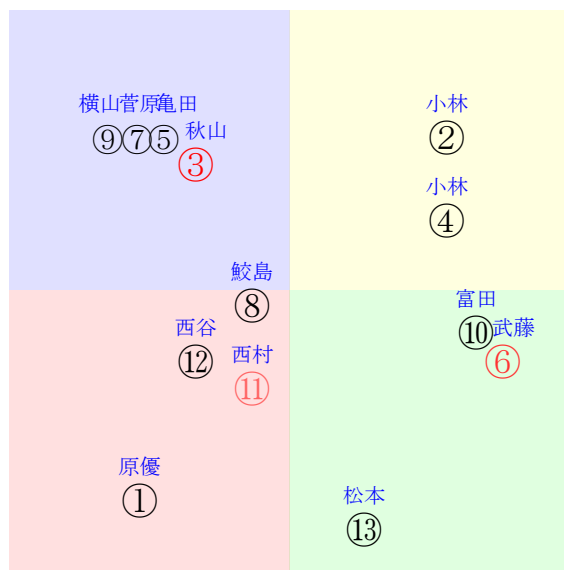 横山菅原亀田
秋山
⑨⑦⑤
③
小林
②
小林
④
鮫島
⑧
富田
武藤
⑩
⑥
西谷
⑫
西村
⑪
原優
①
松本
⑬